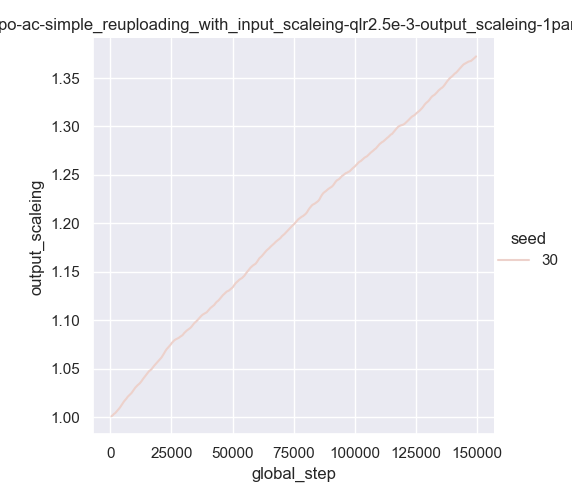 po-ac-simple_reuploading_with_input_scaleing-qlr2.5e-3-output_scaleing-1par
1.35
1.30
1.25
1.20
1.15
1.10
1.05
1.00
output_scaleing
0 25000 50000 75000 100000 125000 150000
global_step
seed
30